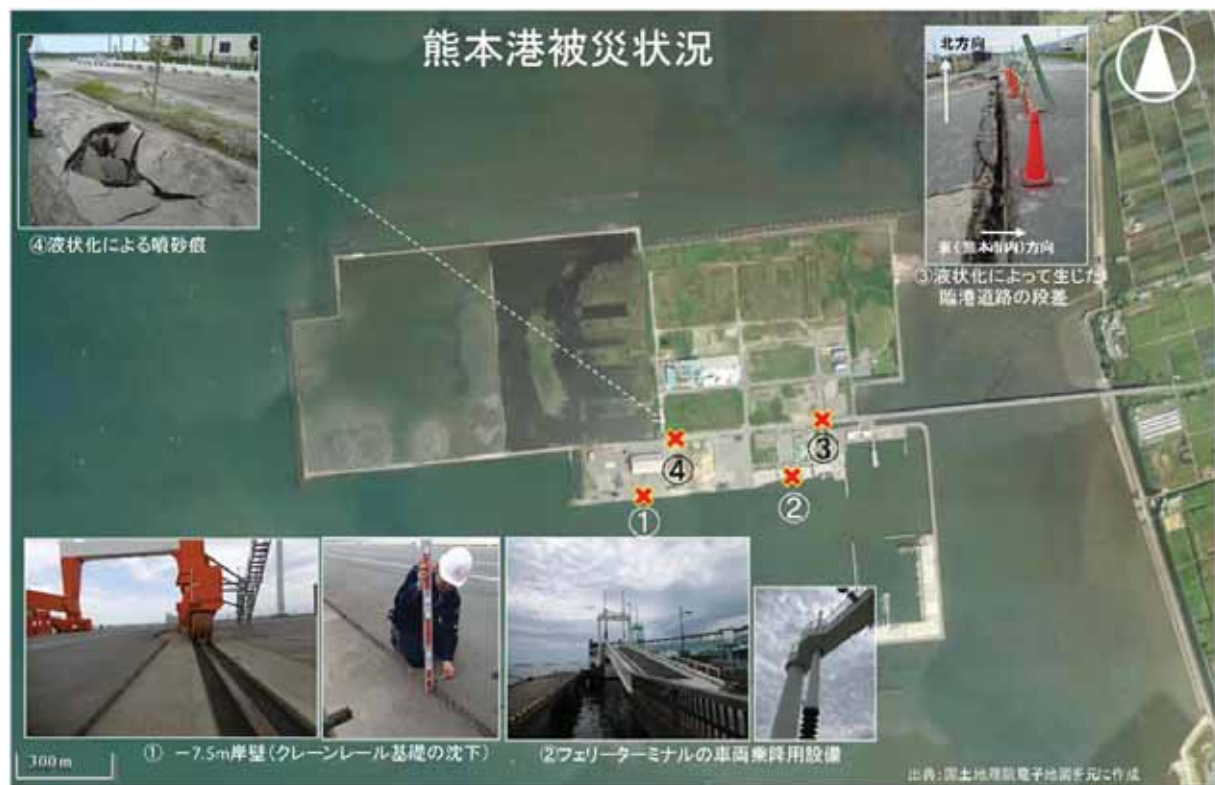 熊本港被災状況
北方向
東(熊本市内)方向
④液状化による噴砂痕
③液状化によって生じた
臨港道路の段差
④
③
②
①
① －7.5m岸壁(クレーンレール基礎の沈下)
②フェリーターミナルの車両乗降用設備
300m
出典:国土地理院電子地図を元に作成